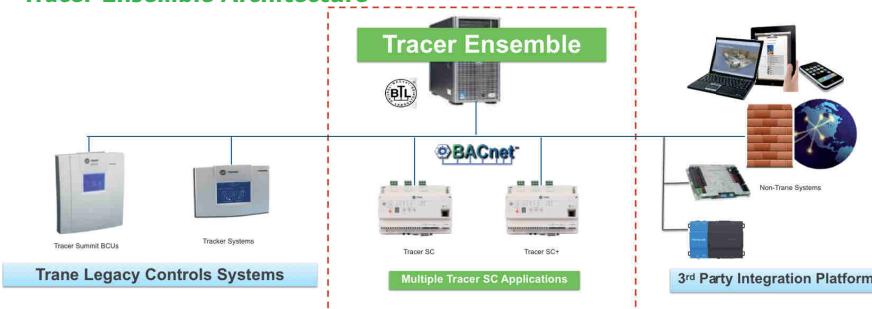 Tracer Ensemble Architecture
Tracer Ensemble
BTL
BACnet™
Tracer Summit BCUs
Tracker Systems
Tracer SC
Tracer SC+
Non-Trane Systems
Trane Legacy Controls Systems
Multiple Tracer SC Applications
3rd Party Integration Platform